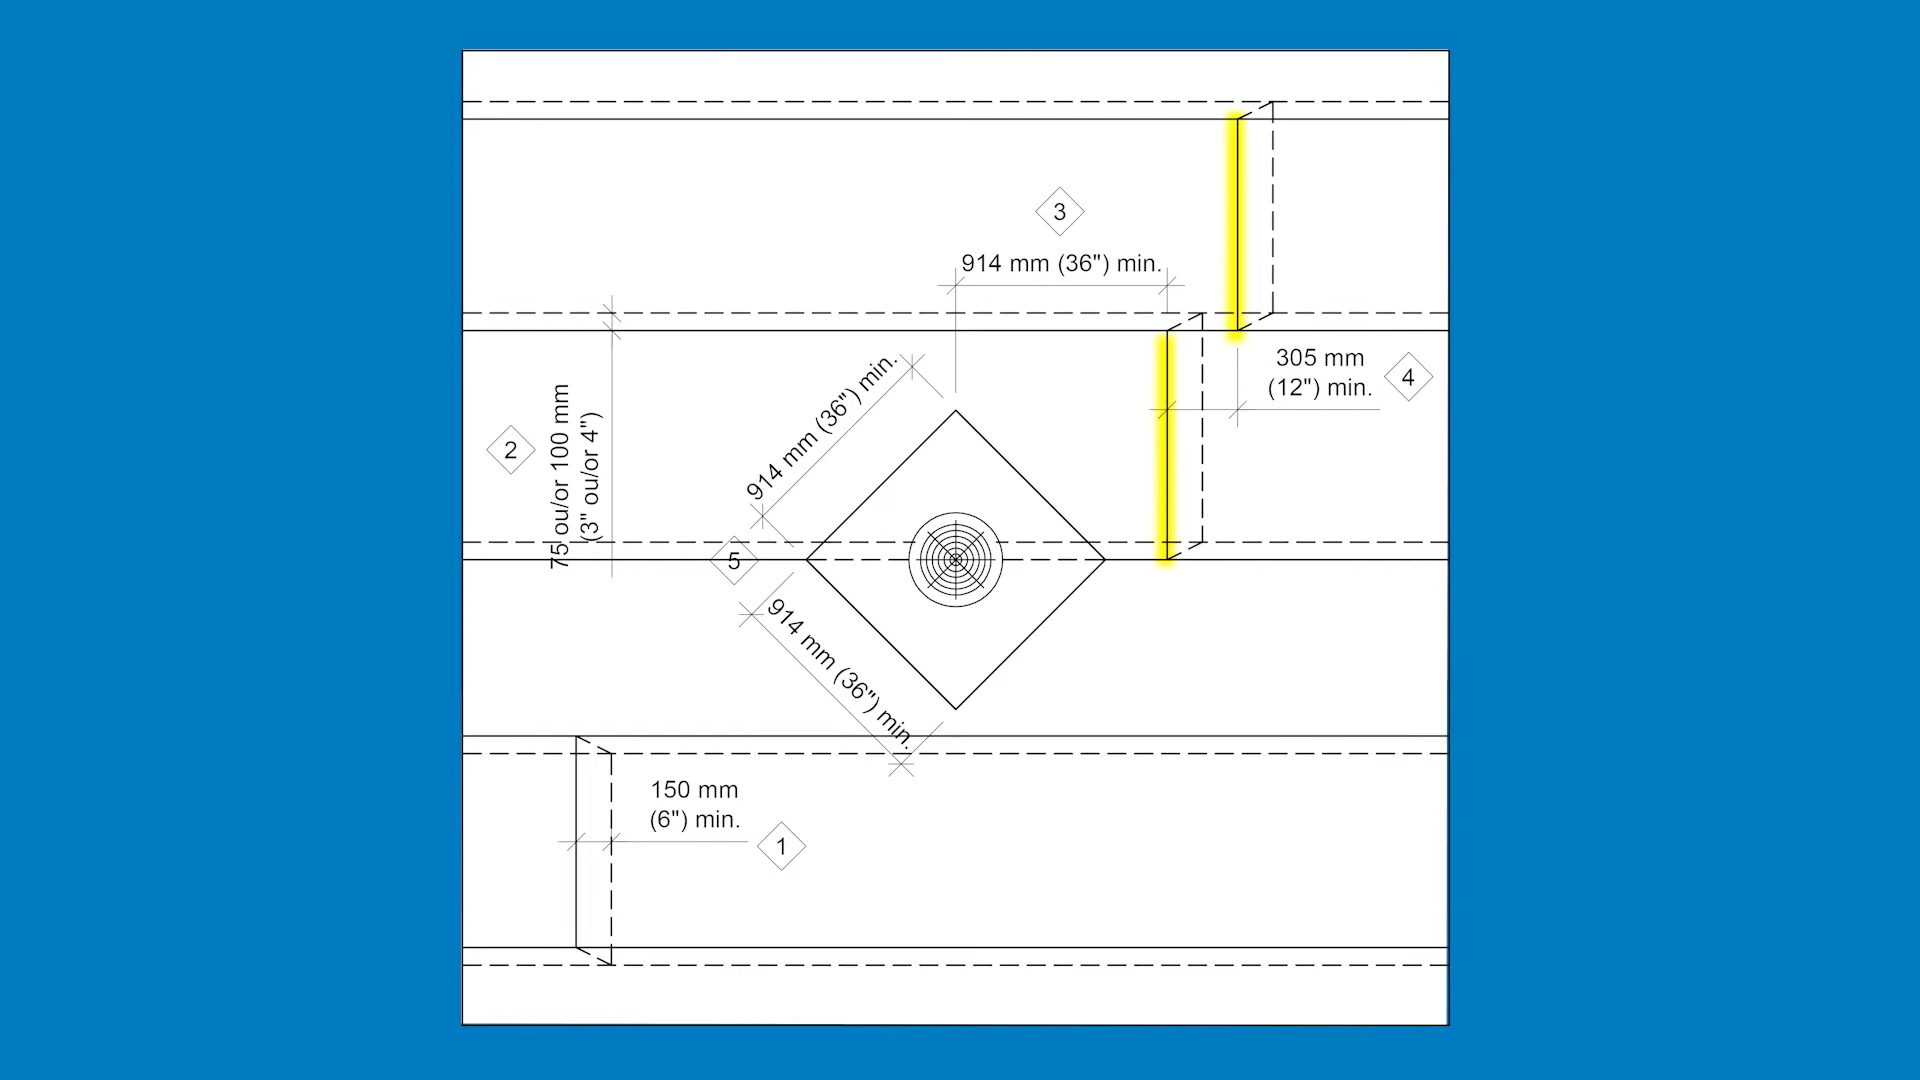 3
914 mm (36") min.
305 mm
(12") min.
4
914 mm (36") min.
2
75 ou/or 100 mm
(3" ou/or 4")
5
914 mm (36") min.
150 mm
(6") min.
1